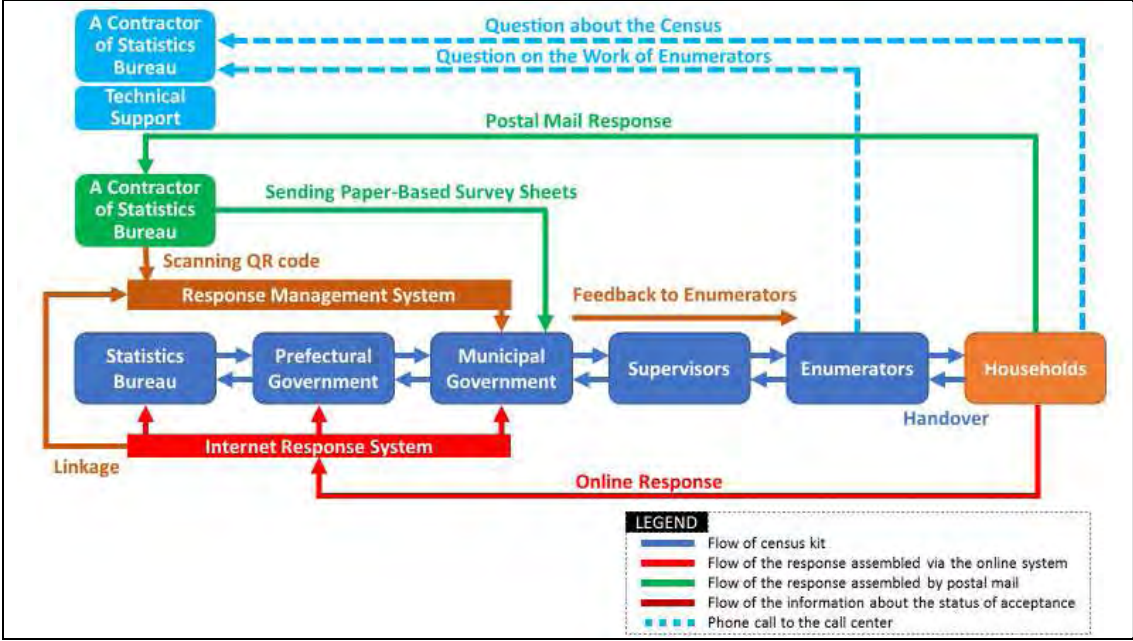 A Contractor
of Statistics
Bureau
Question about the Census
Question on the Work of Enumerators
Technical
Support
Postal Mail Response
A Contractor
of Statistics
Bureau
Sending Paper-Based Survey Sheets
Scanning QR code
Response Management System
Feedback to Enumerators
Statistics
Bureau
Prefectural
Government
Municipal
Government
Supervisors
Enumerators
Households
Handover
Internet Response System
Linkage
Online Response
LEGEND
Flow of census kit
Flow of the response assembled via the online system
Flow of the response assembled by postal mail
Flow of the information about the status of acceptance
Phone call to the call center